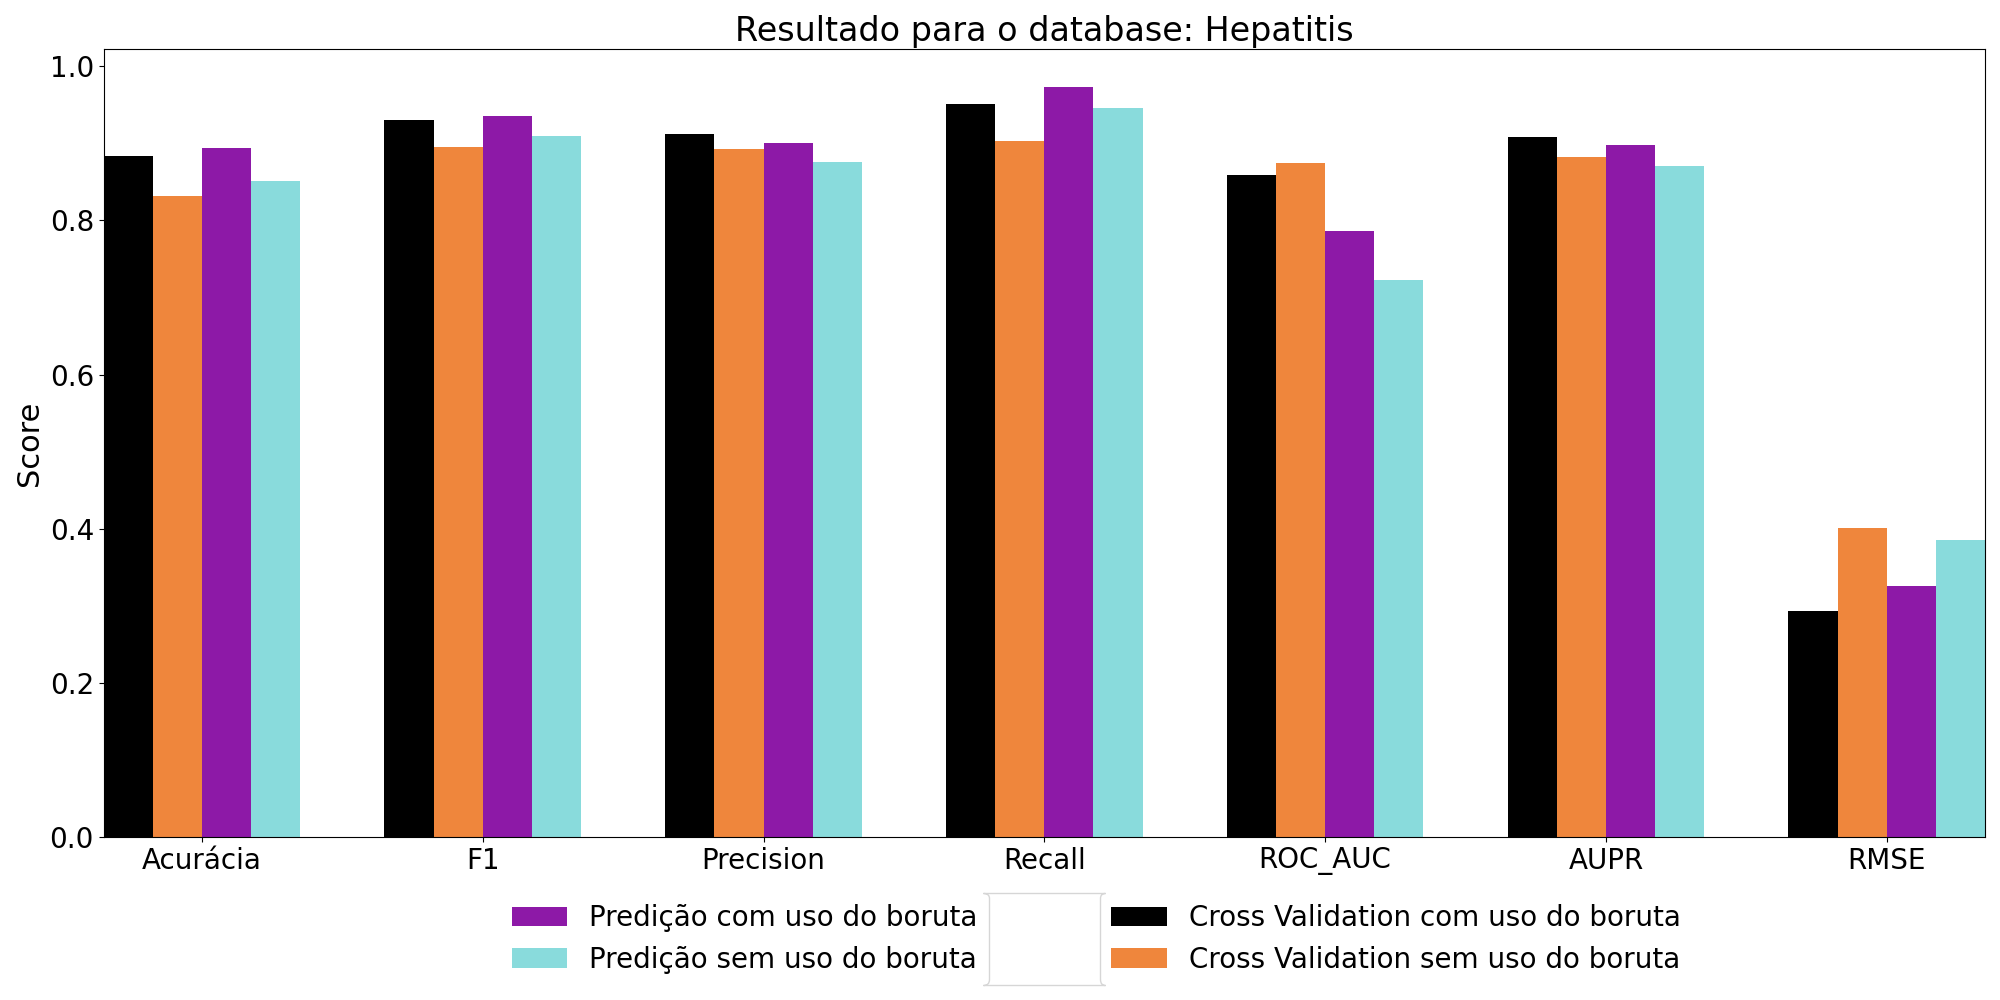 Resultado para o database: Hepatitis
1.0
0.8
0.6
0.4
0.2
0.0
Score
Acurácia
F1
Precision
Recall
ROC_AUC
AUPR
RMSE
Predição com uso do boruta
Predição sem uso do boruta
Cross Validation com uso do boruta
Cross Validation sem uso do boruta